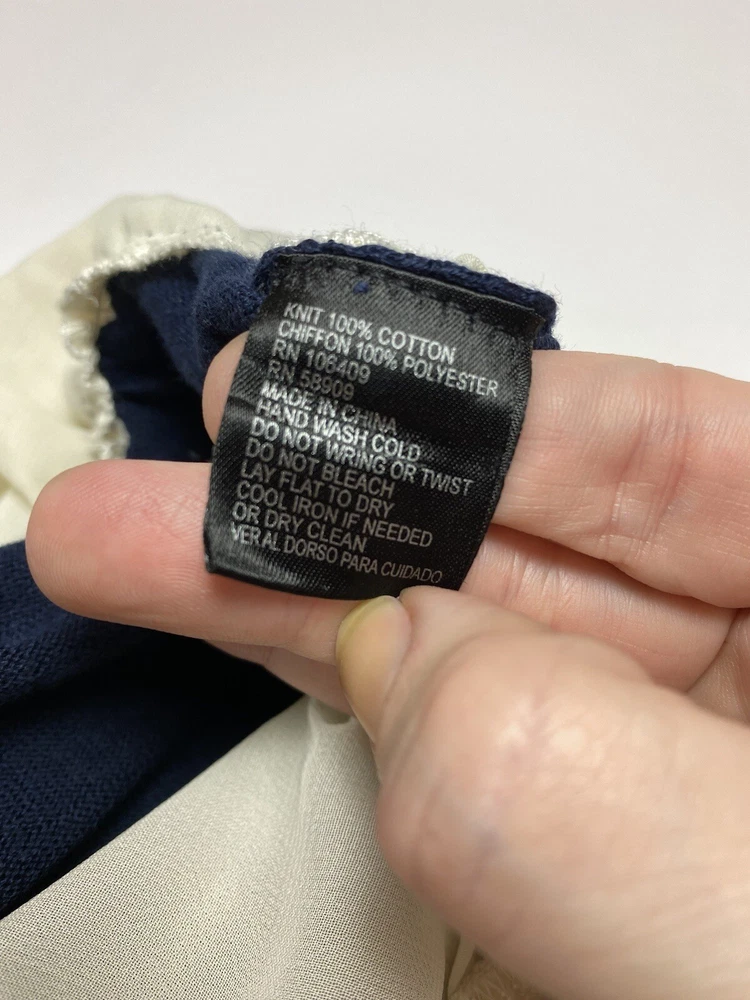 KNIT 100% COTTON
CHIFFON 100% POLYESTER
RN 106409
RN 58909
MADE IN CHINA
HAND WASH COLD
DO NOT WRING OR TWIST
DO NOT BLEACH
LAY FLAT TO DRY
COOL IRON IF NEEDED
OR DRY CLEAN
VER AL DORSO PARA CUIDADO